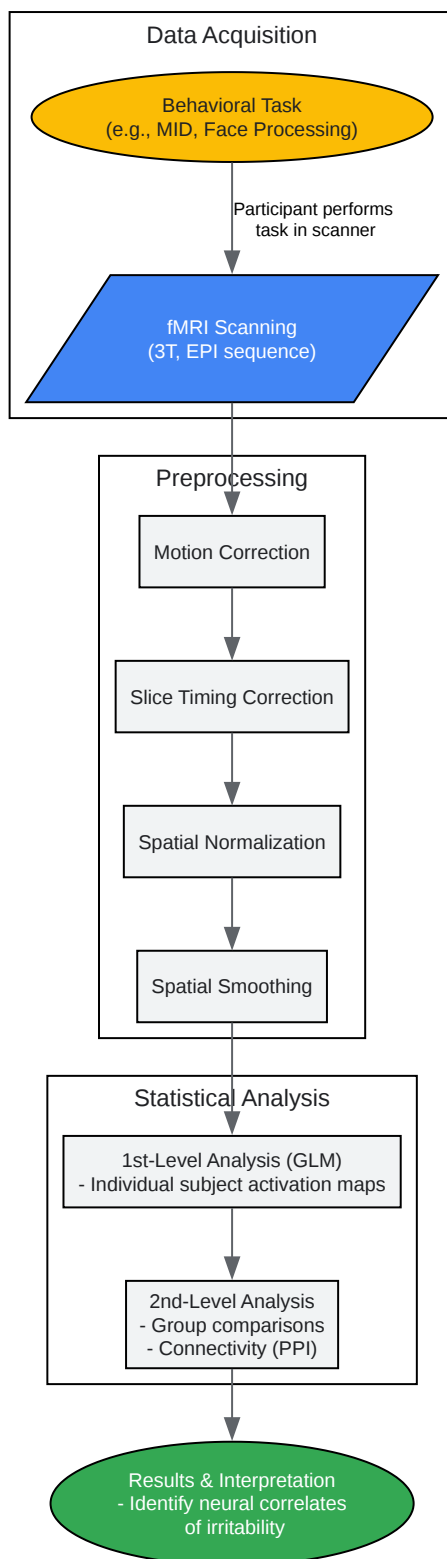 Data Acquisition
Behavioral Task
(e.g., MID, Face Processing)
Participant performs
task in scanner
fMRI Scanning
(3T, EPI sequence)
Preprocessing
Motion Correction
Slice Timing Correction
Spatial Normalization
Spatial Smoothing
Statistical Analysis
1st-Level Analysis (GLM)
- Individual subject activation maps
2nd-Level Analysis
- Group comparisons
- Connectivity (PPI)
Results & Interpretation
- Identify neural correlates
of irritability